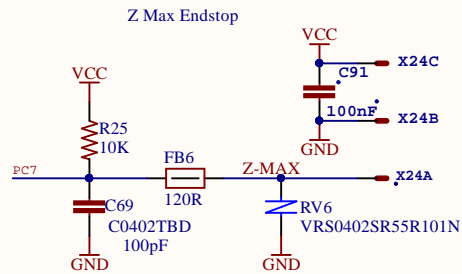 Z Max Endstop
VCC
C91
X24C
100nF
X24B
GND
VCC
R25
10K
PC7
FB6
120R
Z-MAX
X24A
C69
C0402TBD
100pF
GND
RV6
VRS0402SR55R101N
GND